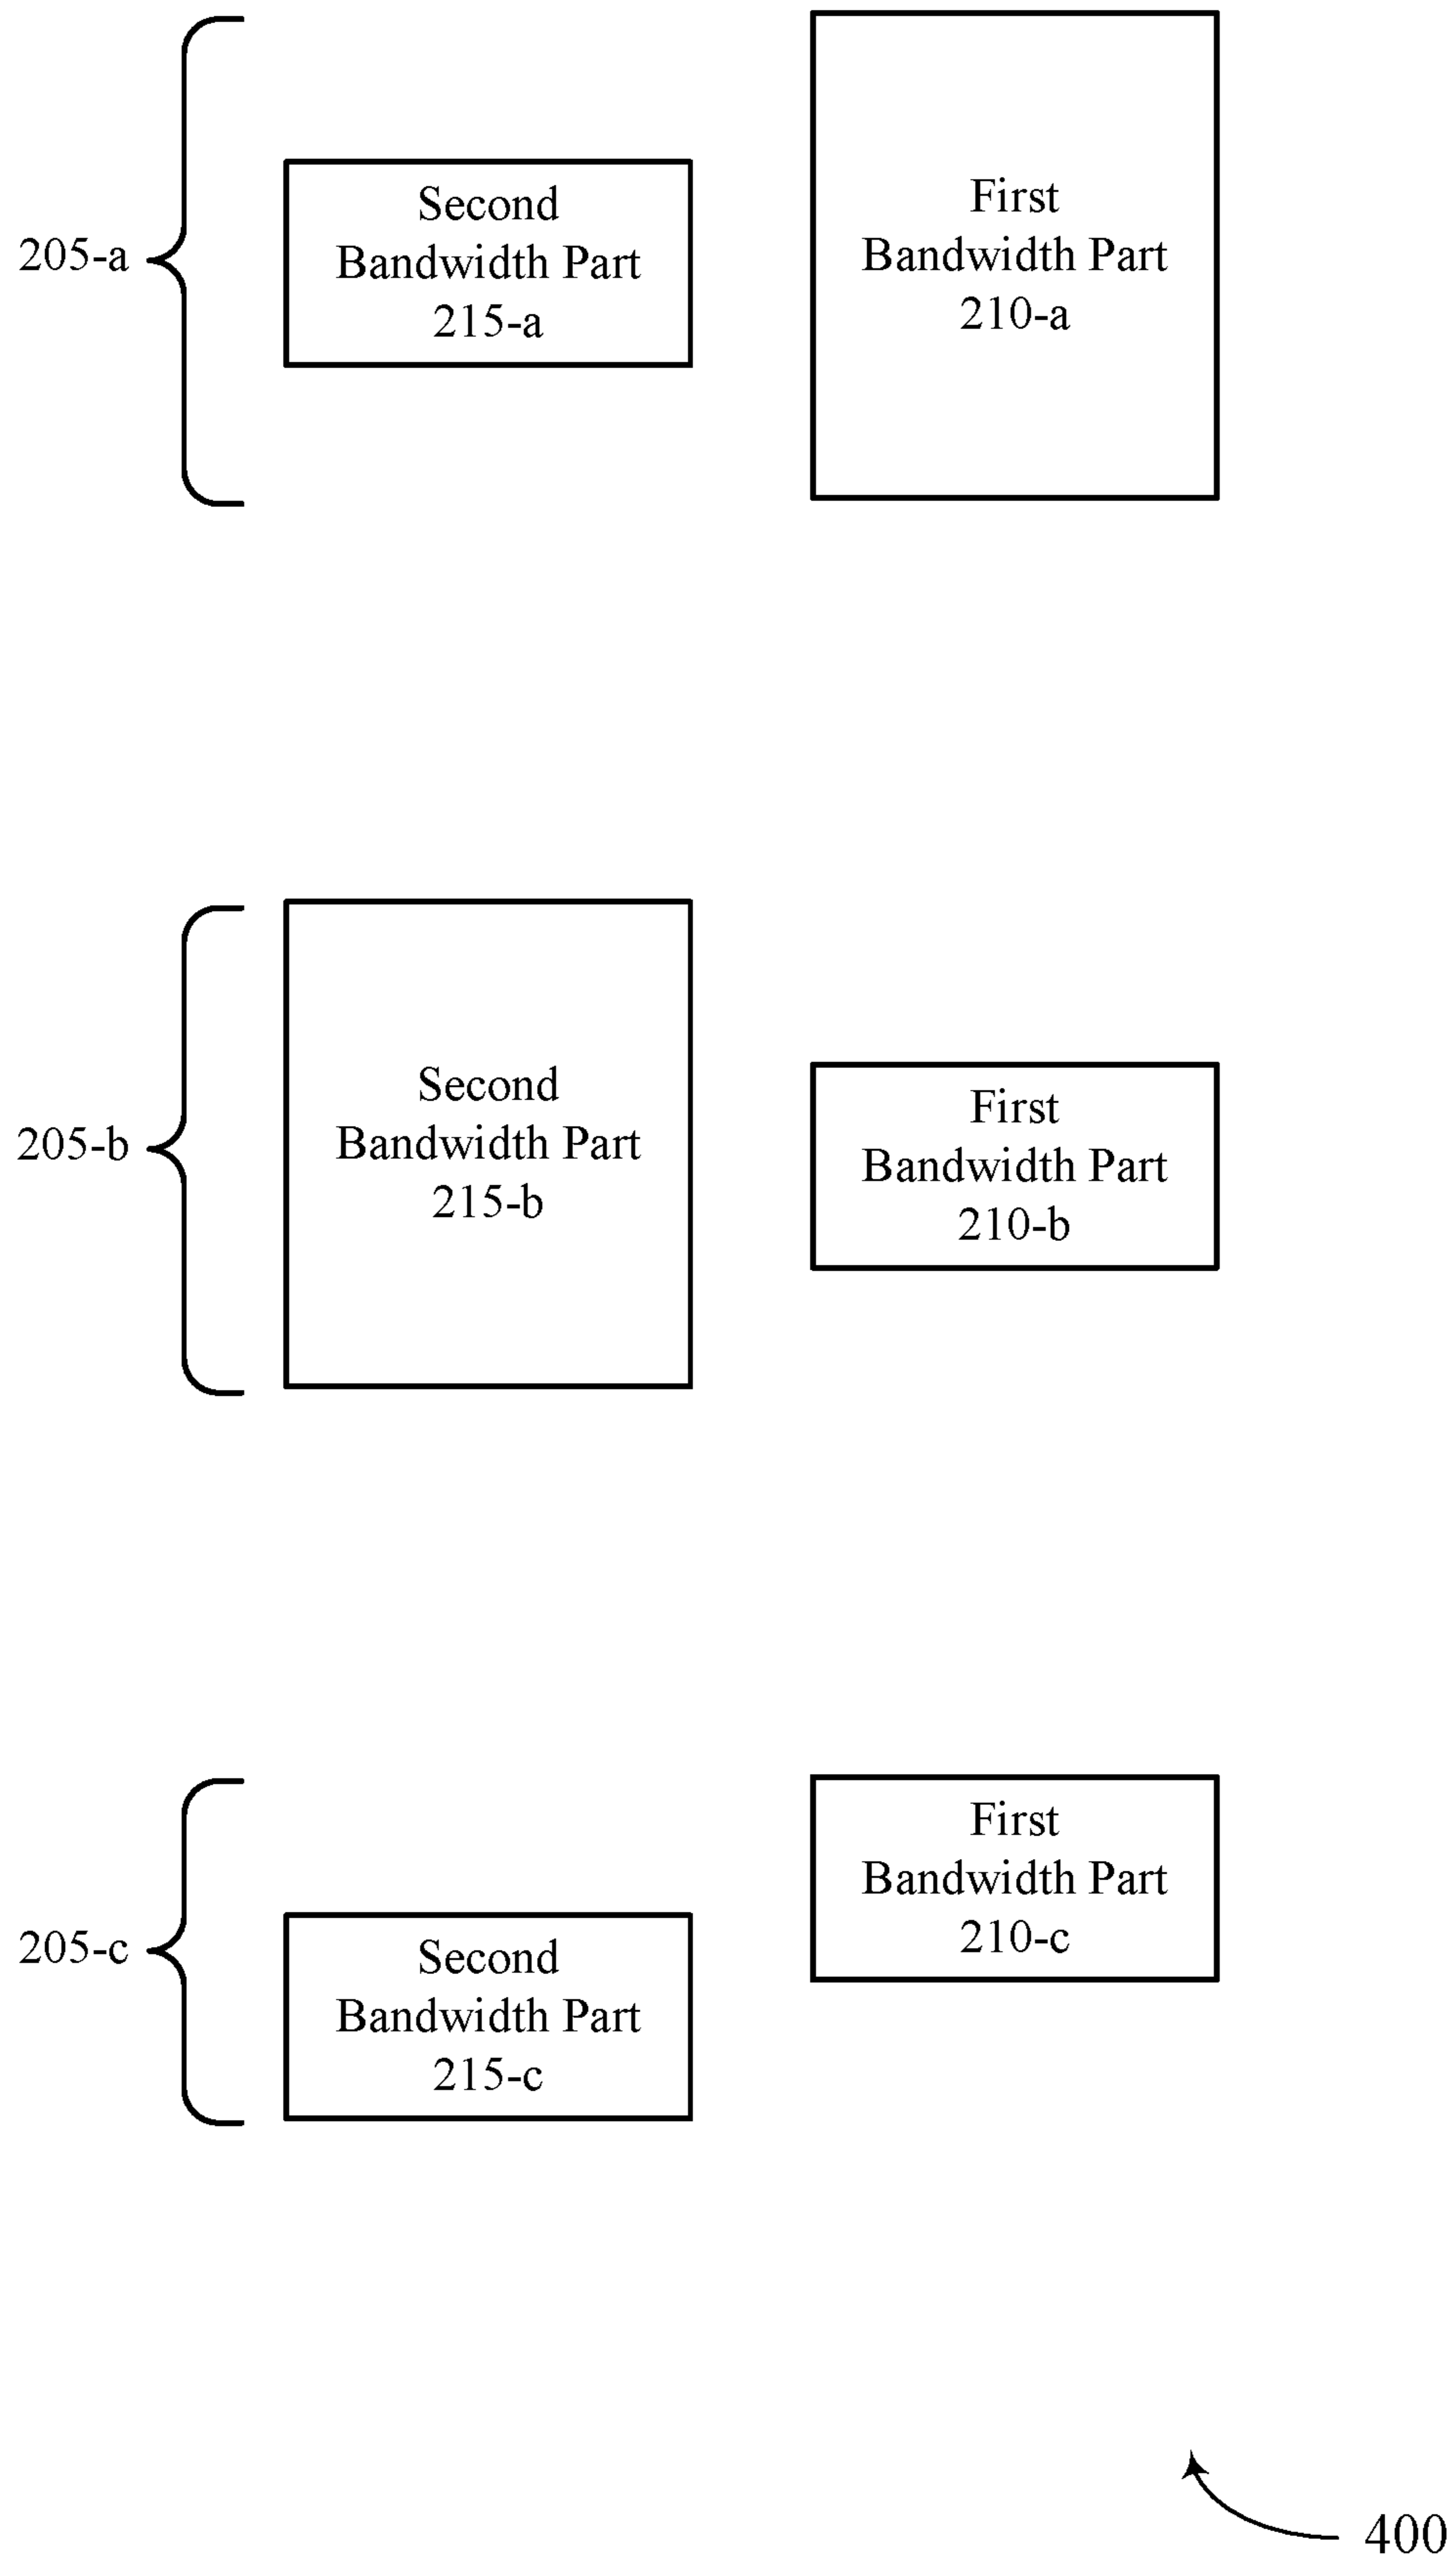 205-a
Second
Bandwidth Part
215-a
First
Bandwidth Part
210-a
205-b
Second
Bandwidth Part
215-b
First
Bandwidth Part
210-b
205-c
Second
Bandwidth Part
215-c
First
Bandwidth Part
210-c
400